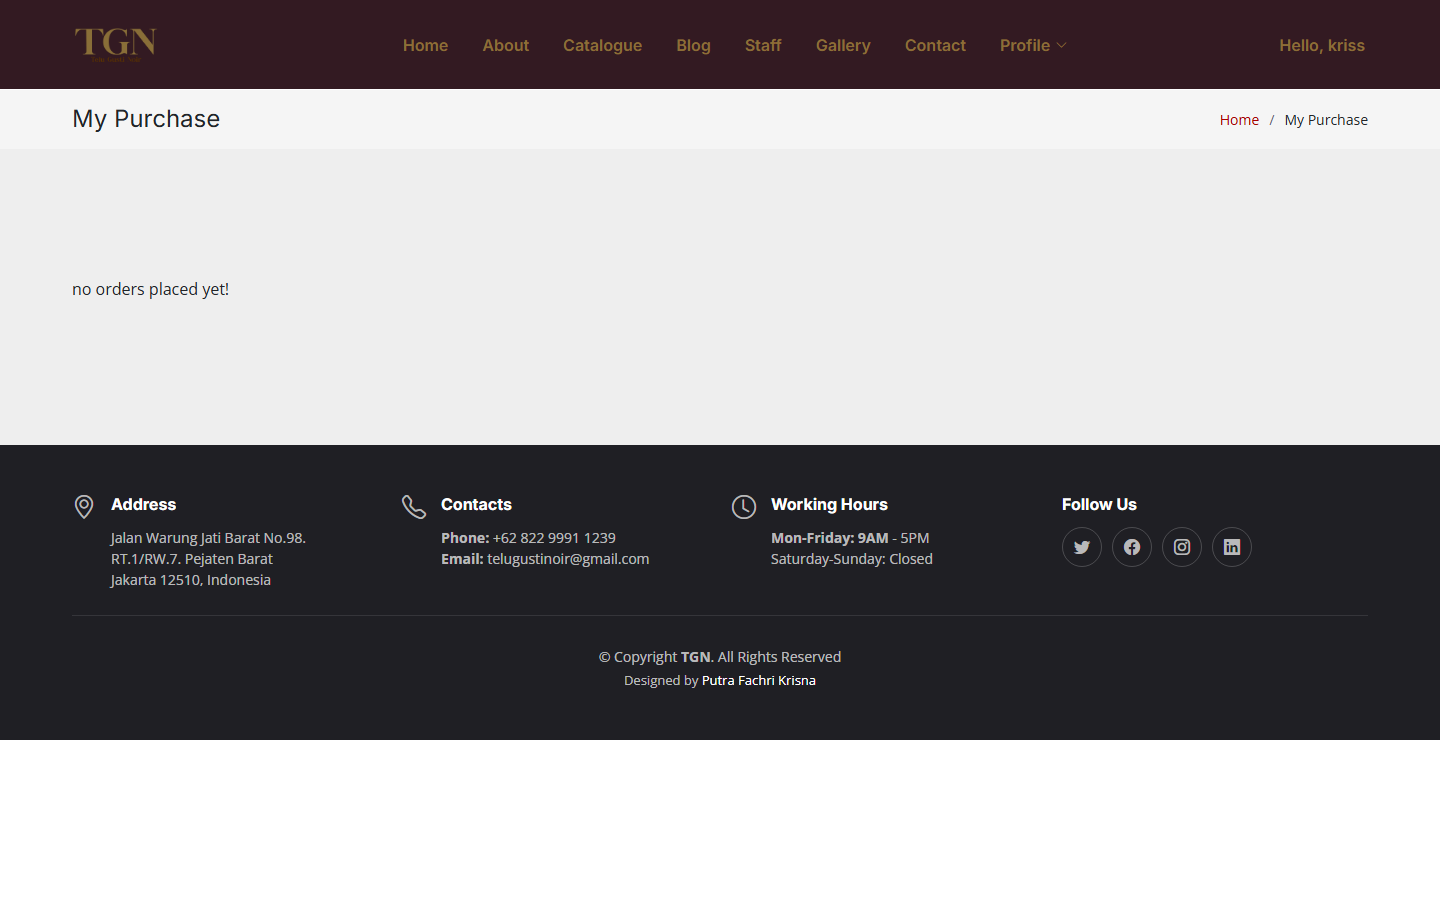 TGN
Home About Catalogue Blog Staff Gallery Contact Profile Hello, kriss
My Purchase
Home / My Purchase
no orders placed yet!
Address
Jalan Warung Jati Barat No.98.
RT.1/RW.7. Pejaten Barat
Jakarta 12510, Indonesia
Contacts
Phone: +62 822 9991 1239
Email: telugustinoir@gmail.com
Working Hours
Mon-Friday: 9AM - 5PM
Saturday-Sunday: Closed
Follow Us
© Copyright TGN. All Rights Reserved
Designed by Putra Fachri Krisna